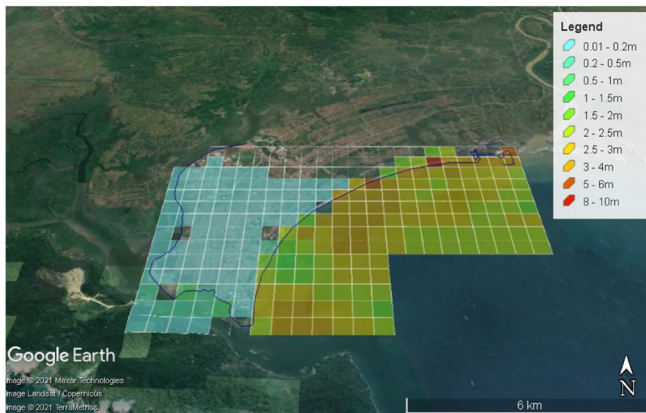 Legend
0.01 - 0.2m
0.2 - 0.5m
0.5 - 1m
1 - 1.5m
1.5 - 2m
2 - 2.5m
2.5 - 3m
3 - 4m
5 - 6m
8 - 10m
Google Earth
Image © 2021 Maxar Technologies
Image Landsat / Copernicus
Image © 2021 TerraMetrics
N
6 km